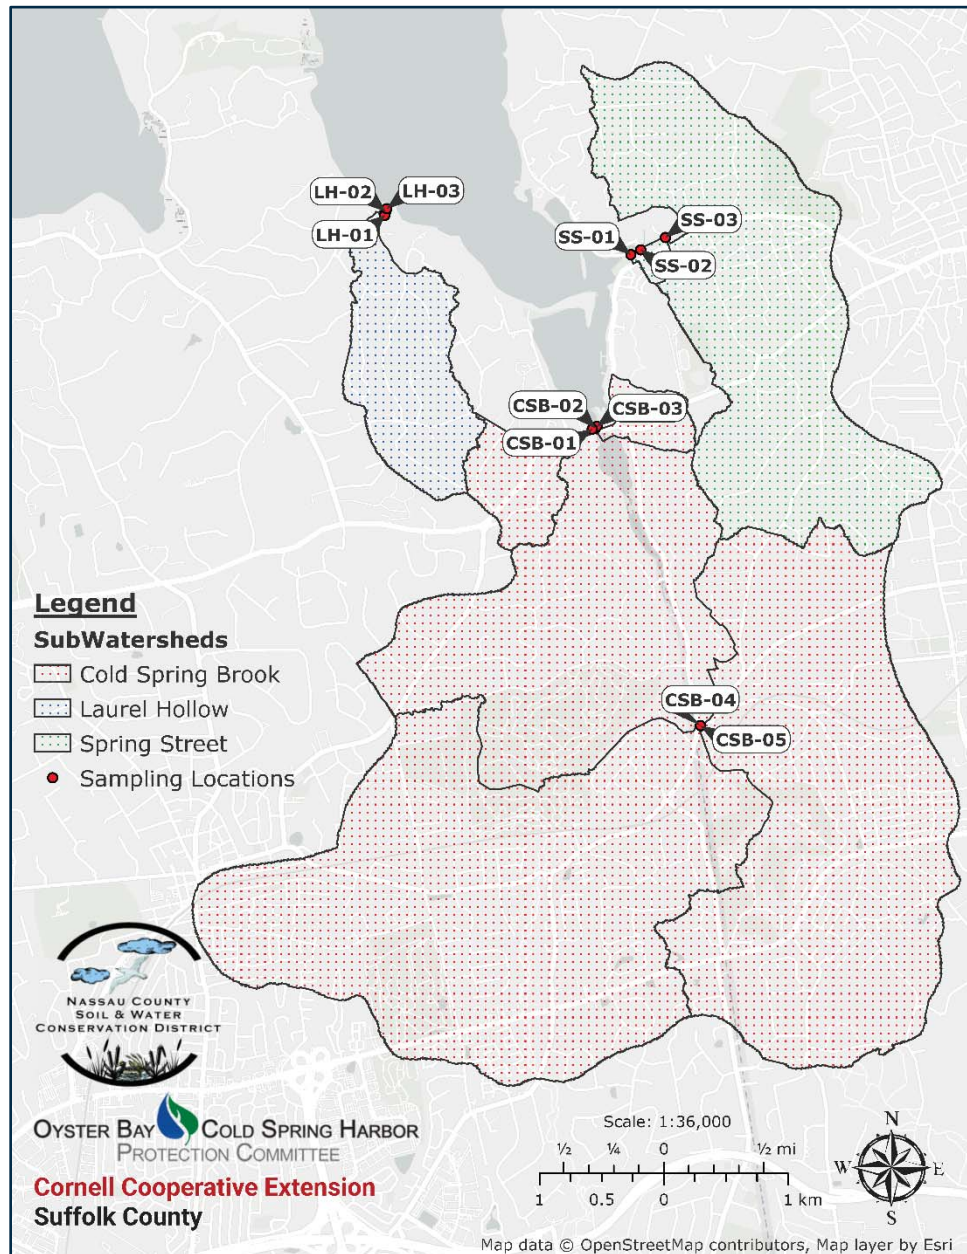 LH-02
LH-03
LH-01
SS-03
SS-01
SS-02
CSB-02
CSB-03
CSB-01
Legend
SubWatersheds
Cold Spring Brook
Laurel Hollow
Spring Street
Sampling Locations
CSB-04
CSB-05
NASSAU COUNTY
SOIL & WATER
CONSERVATION DISTRICT
OYSTER BAY COLD SPRING HARBOR
PROTECTION COMMITTEE
Cornell Cooperative Extension
Suffolk County
Scale: 1:36,000
½ ¼ 0 ½ mi
1 0.5 0 1 km
N
W E
S
Map data © OpenStreetMap contributors, Map layer by Esri